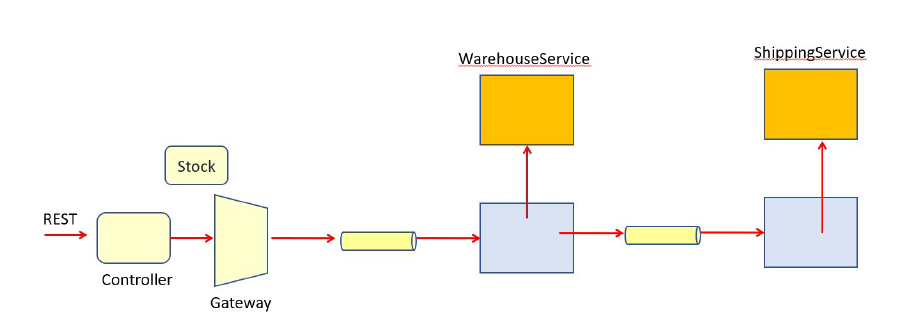 WarehouseService
ShippingService
Stock
REST
Controller
Gateway